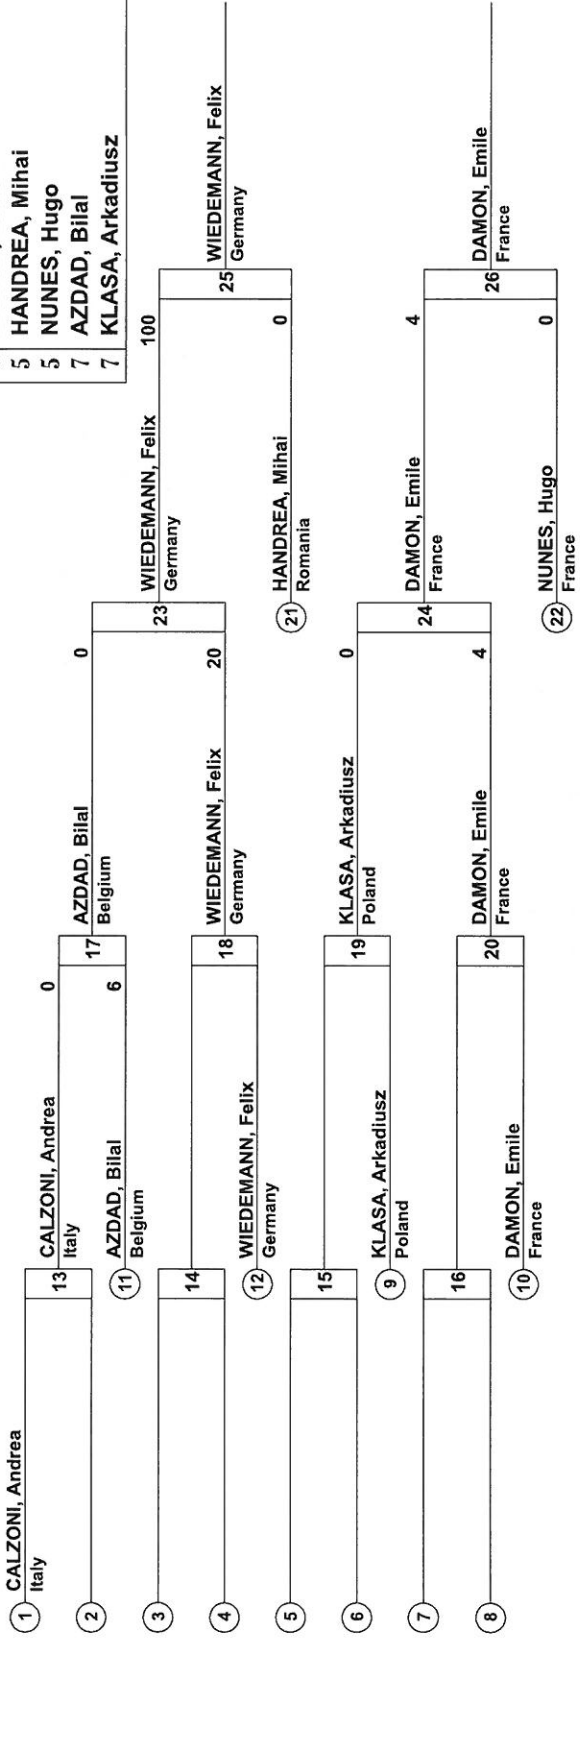 5 HANDREA, Mihai
5 NUNES, Hugo
7 AZDAD, Bilal
7 KLASA, Arkadiusz
1
CALZONI, Andrea
Italy
2
3
4
5
6
7
8
13
CALZONI, Andrea
Italy
0
11
AZDAD, Bilal
Belgium
6
14
12
WIEDEMANN, Felix
Germany
15
9
KLASA, Arkadiusz
Poland
16
10
DAMON, Emile
France
17
AZDAD, Bilal
Belgium
0
18
WIEDEMANN, Felix
Germany
20
19
KLASA, Arkadiusz
Poland
0
20
DAMON, Emile
France
4
23
WIEDEMANN, Felix
Germany
100
21
HANDREA, Mihai
Romania
0
24
DAMON, Emile
France
4
22
NUNES, Hugo
France
0
25
WIEDEMANN, Felix
Germany
26
DAMON, Emile
France